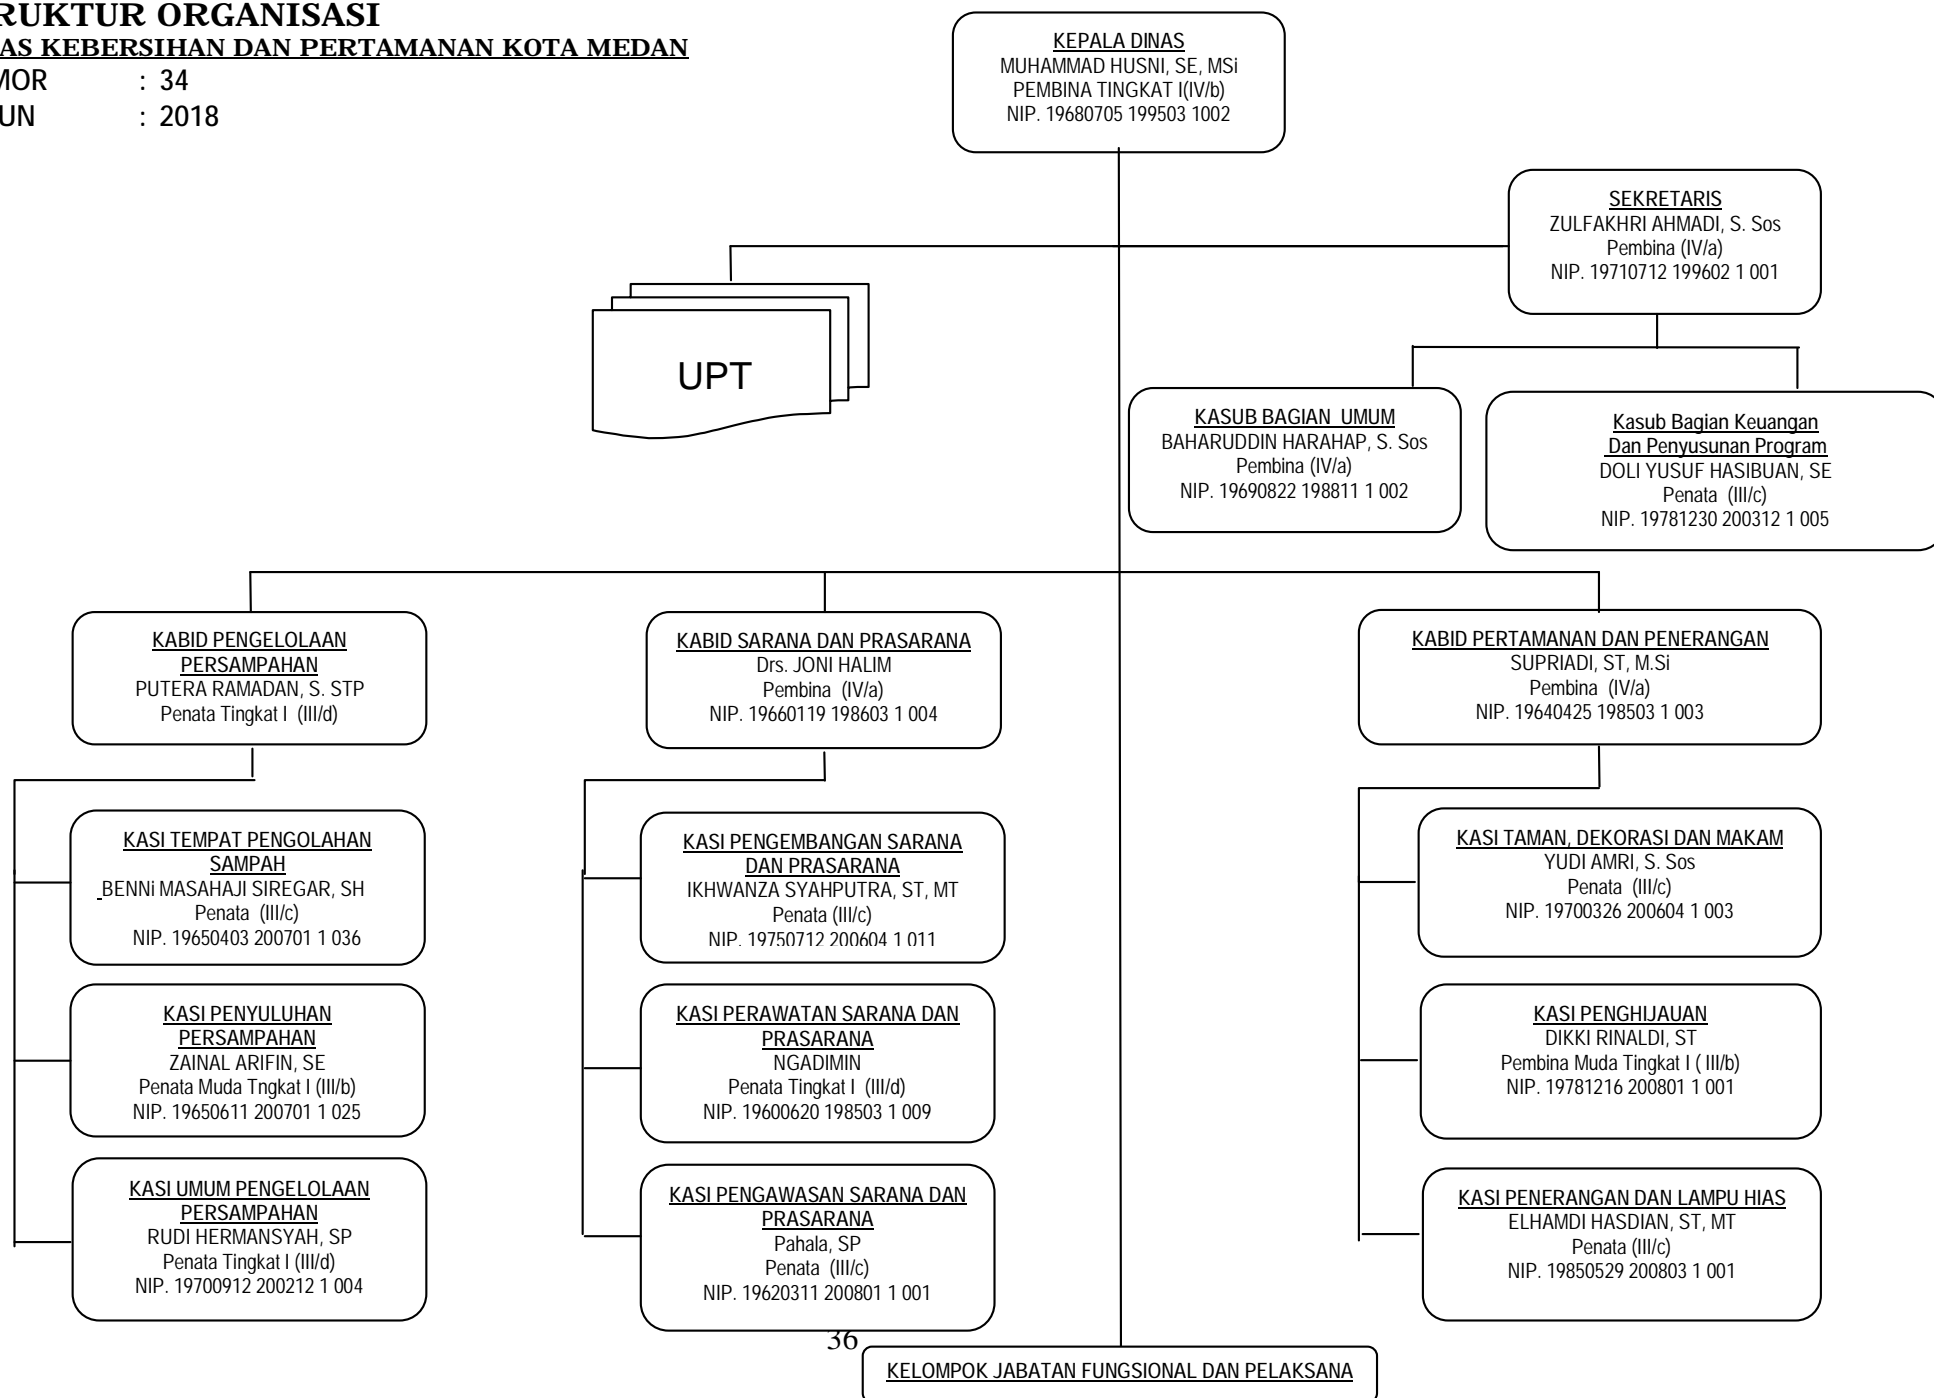 RUKTUR ORGANISASI
AS KEBERSIHAN DAN PERTAMANAN KOTA MEDAN
MOR : 34
UN : 2018
KEPALA DINAS
MUHAMMAD HUSNI, SE, MSi
PEMBINA TINGKAT I(IV/b)
NIP. 19680705 199503 1002
SEKRETARIS
ZULFAKHRI AHMADI, S. Sos
Pembina (IV/a)
NIP. 19710712 199602 1 001
UPT
KASUB BAGIAN UMUM
BAHARUDDIN HARAHAP, S. Sos
Pembina (IV/a)
NIP. 19690822 198811 1 002
Kasub Bagian Keuangan
Dan Penyusunan Program
DOLI YUSUF HASIBUAN, SE
Penata (III/c)
NIP. 19781230 200312 1 005
KABID PENGELOLAAN
PERSAMPAHAN
PUTERA RAMADAN, S. STP
Penata Tingkat I (III/d)
KABID SARANA DAN PRASARANA
Drs. JONI HALIM
Pembina (IV/a)
NIP. 19660119 198603 1 004
KABID PERTAMANAN DAN PENERANGAN
SUPRIADI, ST, M.Si
Pembina (IV/a)
NIP. 19640425 198503 1 003
KASI TEMPAT PENGOLAHAN
SAMPAH
BENNi MASAHAJI SIREGAR, SH
Penata (III/c)
NIP. 19650403 200701 1 036
KASI PENGEMBANGAN SARANA
DAN PRASARANA
IKHWANZA SYAHPUTRA, ST, MT
Penata (III/c)
NIP. 19750712 200604 1 011
KASI TAMAN, DEKORASI DAN MAKAM
YUDI AMRI, S. Sos
Penata (III/c)
NIP. 19700326 200604 1 003
KASI PENYULUHAN
PERSAMPAHAN
ZAINAL ARIFIN, SE
Penata Muda Tngkat I (III/b)
NIP. 19650611 200701 1 025
KASI PERAWATAN SARANA DAN
PRASARANA
NGADIMIN
Penata Tingkat I (III/d)
NIP. 19600620 198503 1 009
KASI PENGHIJAUAN
DIKKI RINALDI, ST
Pembina Muda Tingkat I ( III/b)
NIP. 19781216 200801 1 001
KASI UMUM PENGELOLAAN
PERSAMPAHAN
RUDI HERMANSYAH, SP
Penata Tingkat I (III/d)
NIP. 19700912 200212 1 004
KASI PENGAWASAN SARANA DAN
PRASARANA
Pahala, SP
Penata (III/c)
NIP. 19620311 200801 1 001
KASI PENERANGAN DAN LAMPU HIAS
ELHAMDI HASDIAN, ST, MT
Penata (III/c)
NIP. 19850529 200803 1 001
36
KELOMPOK JABATAN FUNGSIONAL DAN PELAKSANA